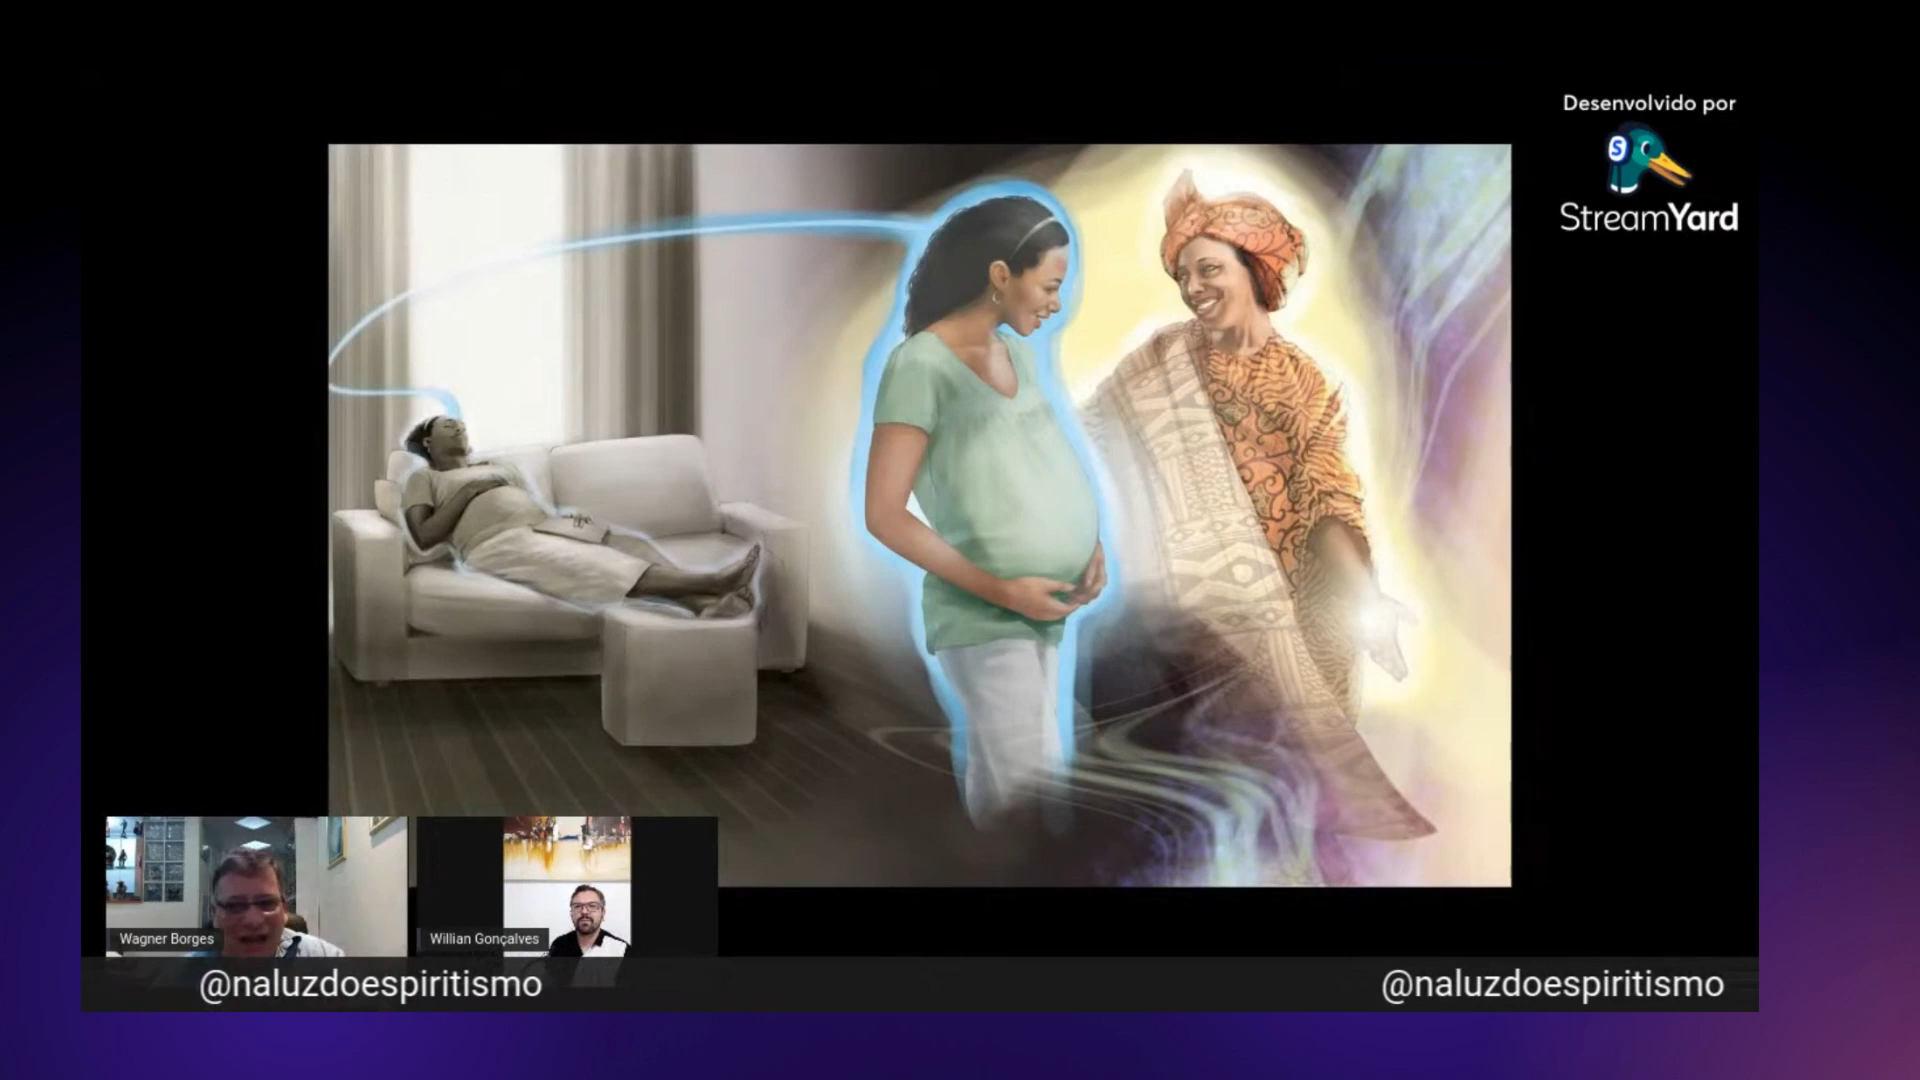 Desenvolvido por
S
StreamYard
Wagner Borges
Willian Gonçalves
@naluzdoespiritismo
@naluzdoespiritismo